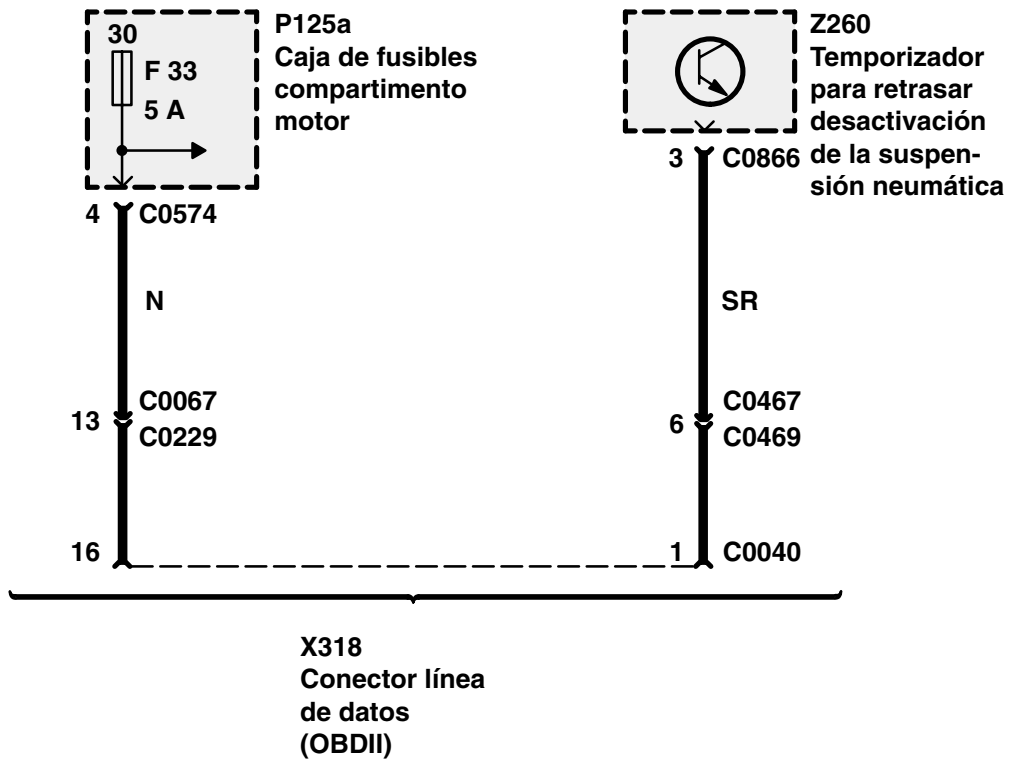 30
F 33
5 A
P125a
Caja de fusibles
compartimento
motor
Z260
Temporizador
para retrasar
desactivación
de la suspen-
sión neumática
4 C0574
3 C0866
N
SR
C0067
13
C0229
C0467
6
C0469
16
1 C0040
X318
Conector línea
de datos
(OBDII)